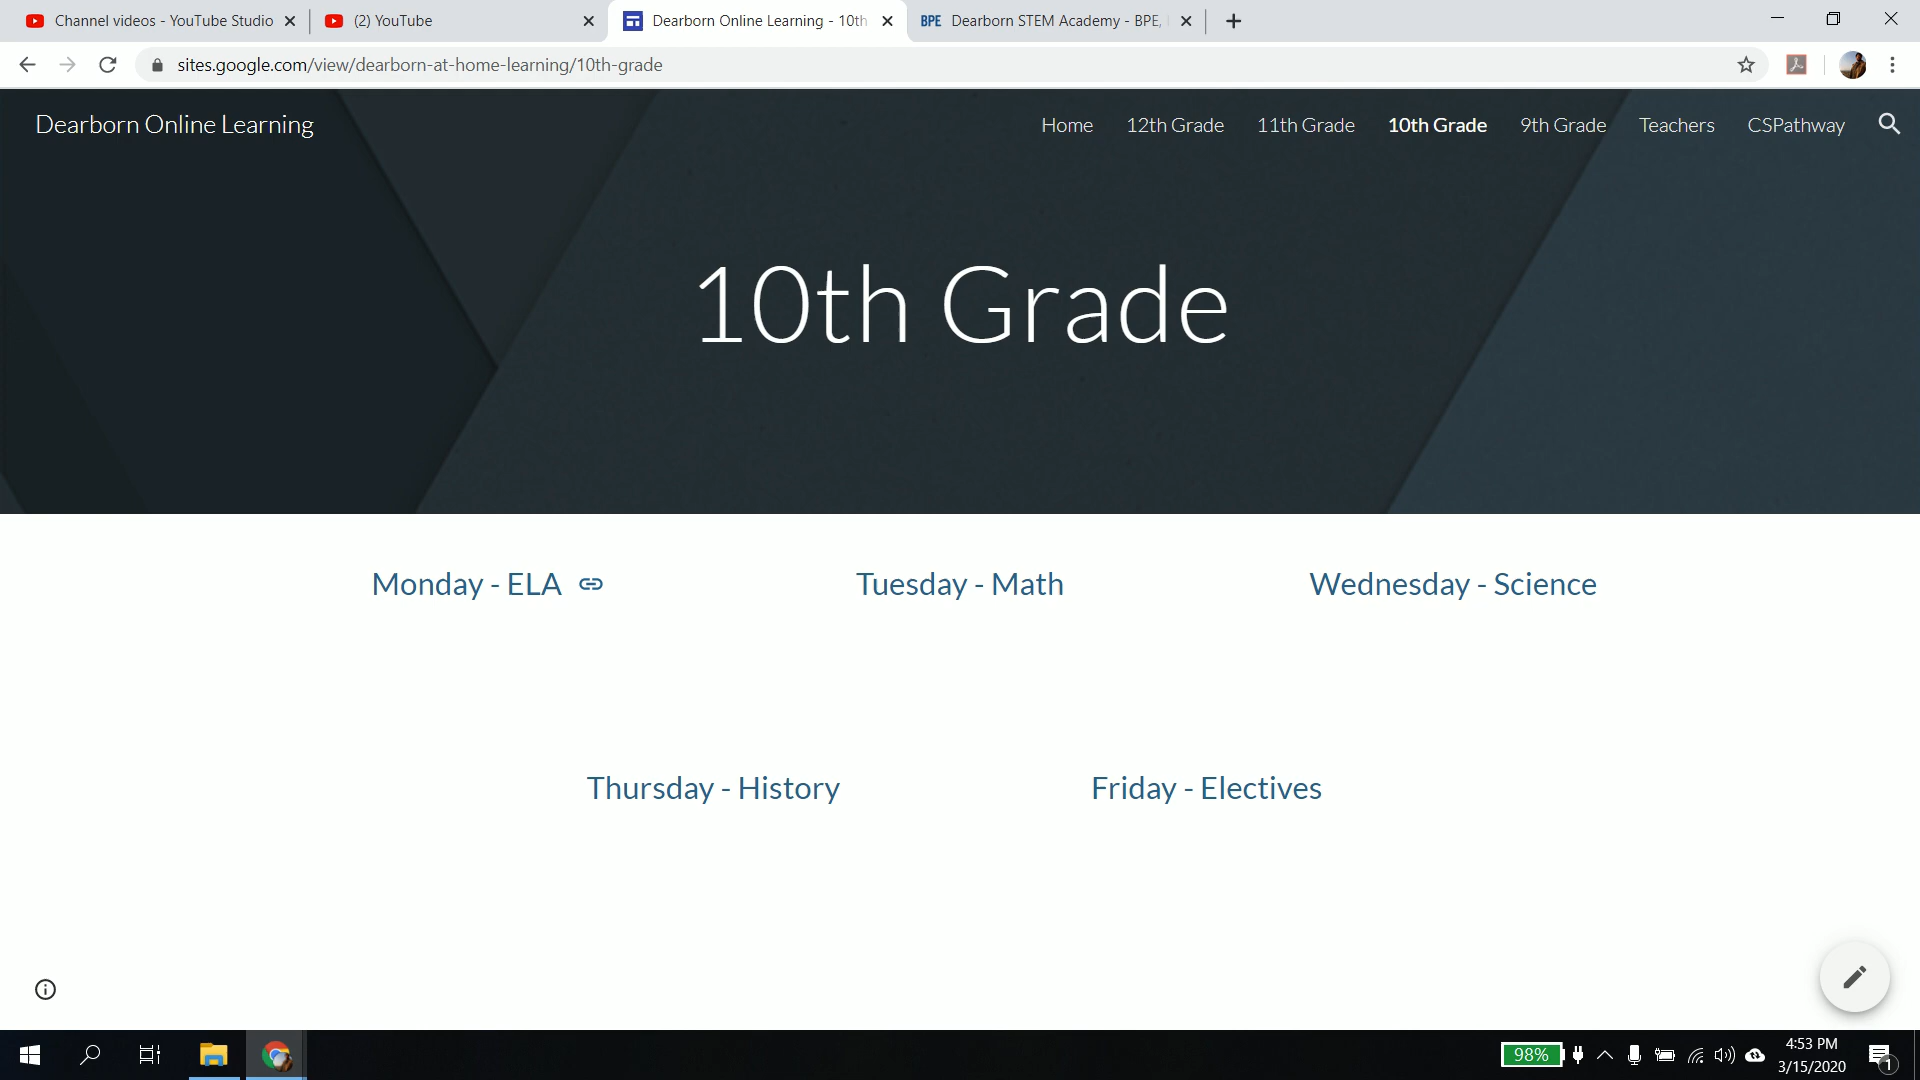 Channel videos - YouTube Studio
(2) YouTube
Dearborn Online Learning - 10th
BPE Dearborn STEM Academy - BPE,
sites.google.com/view/dearborn-at-home-learning/10th-grade
Dearborn Online Learning
Home 12th Grade 11th Grade 10th Grade 9th Grade Teachers CSPathway
10th Grade
Monday - ELA
Tuesday - Math
Wednesday - Science
Thursday - History
Friday - Electives
98%
4:53 PM
3/15/2020
1